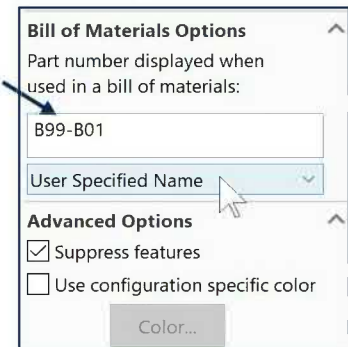 Bill of Materials Options
Part number displayed when
used in a bill of materials:
B99-B01
User Specified Name
Advanced Options
Suppress features
Use configuration specific color
Color...